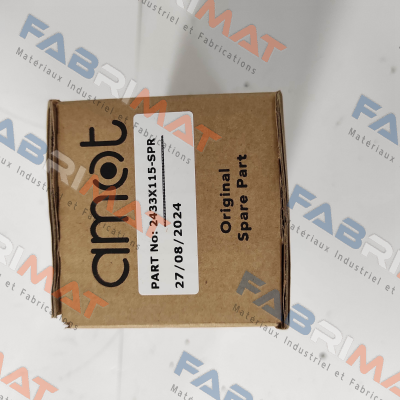 amot
PART No: 2433X115-SPR
27/08/2024
Original
Spare Part
FABRIMAT
Materiaux Industriel et Fabrications